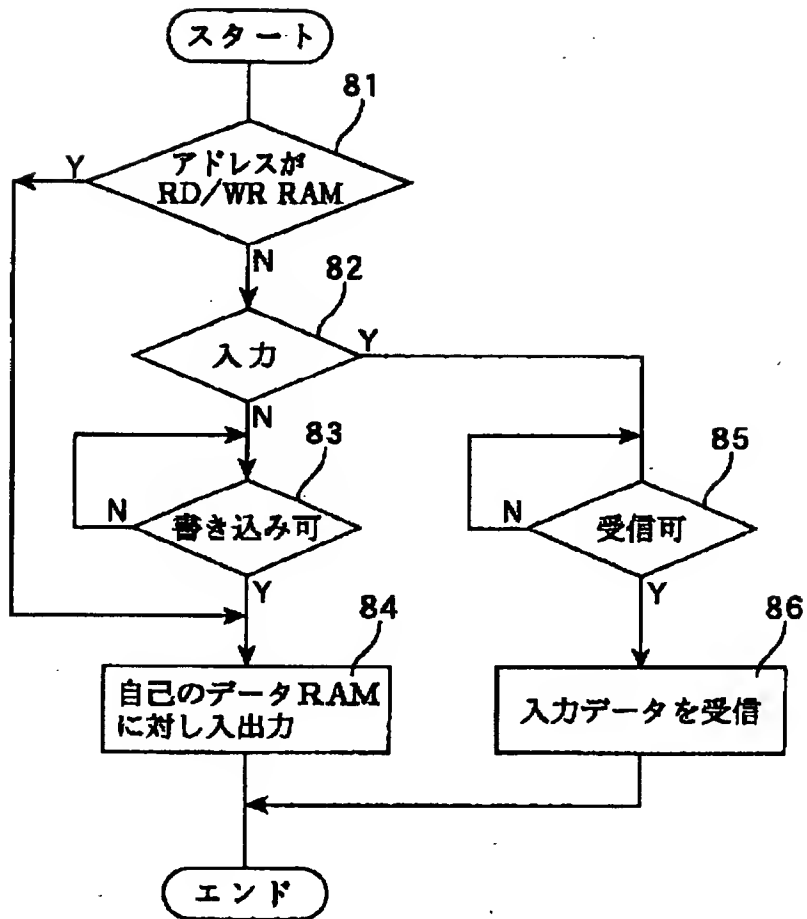 スタート
81
アドレスが
RD/WR RAM
Y
N
82
入力
Y
N
83
書き込み可
N
Y
85
受信可
N
Y
84
自己のデータRAM
に対し入出力
86
入力データを受信
エンド